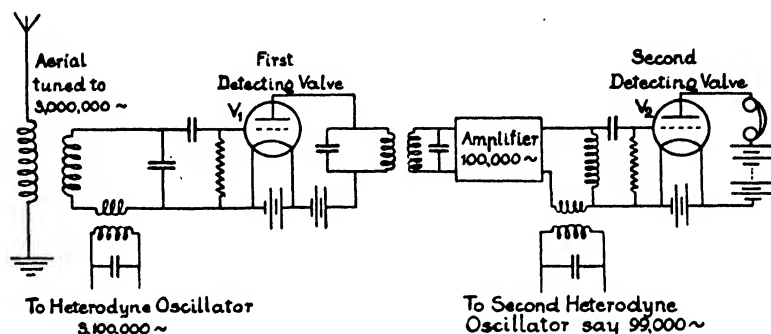 Aerial
tuned to
3,000,000 ~
First
Detecting Valve
V1
Amplifier
100,000 ~
Second
Detecting Valve
V2
To Heterodyne Oscillator
3,100,000 ~
To Second Heterodyne
Oscillator say 99,000 ~